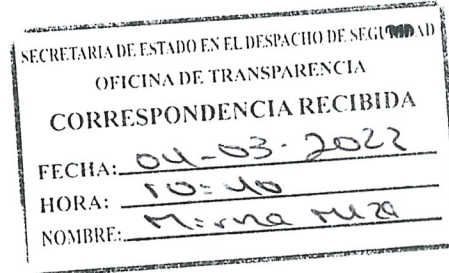 SECRETARIA DE ESTADO EN EL DESPACHO DE SEGURIDAD
OFICINA DE TRANSPARENCIA
CORRESPONDENCIA RECIBIDA
FECHA: 04-03-2022
HORA: 10:40
NOMBRE: Mirna